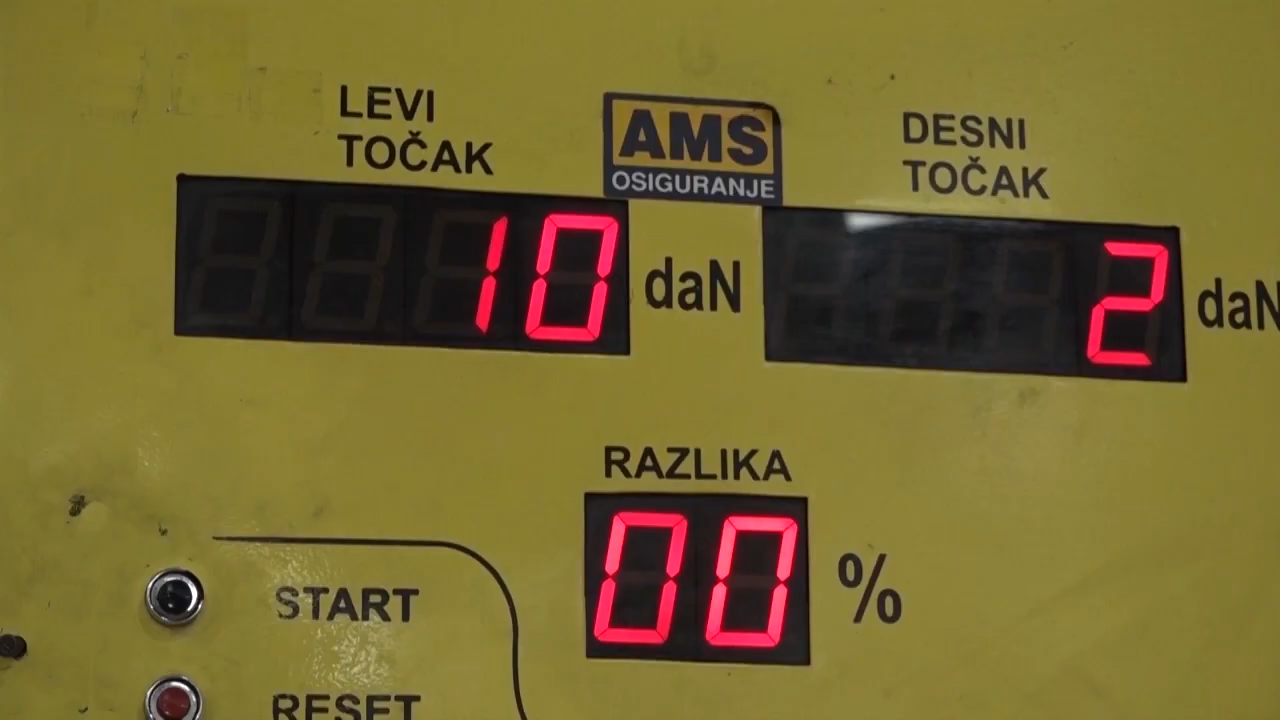 LEVI
TOČAK
AMS
OSIGURANJE
DESNI
TOČAK
10 daN
2 daN
RAZLIKA
00 %
START
RESET